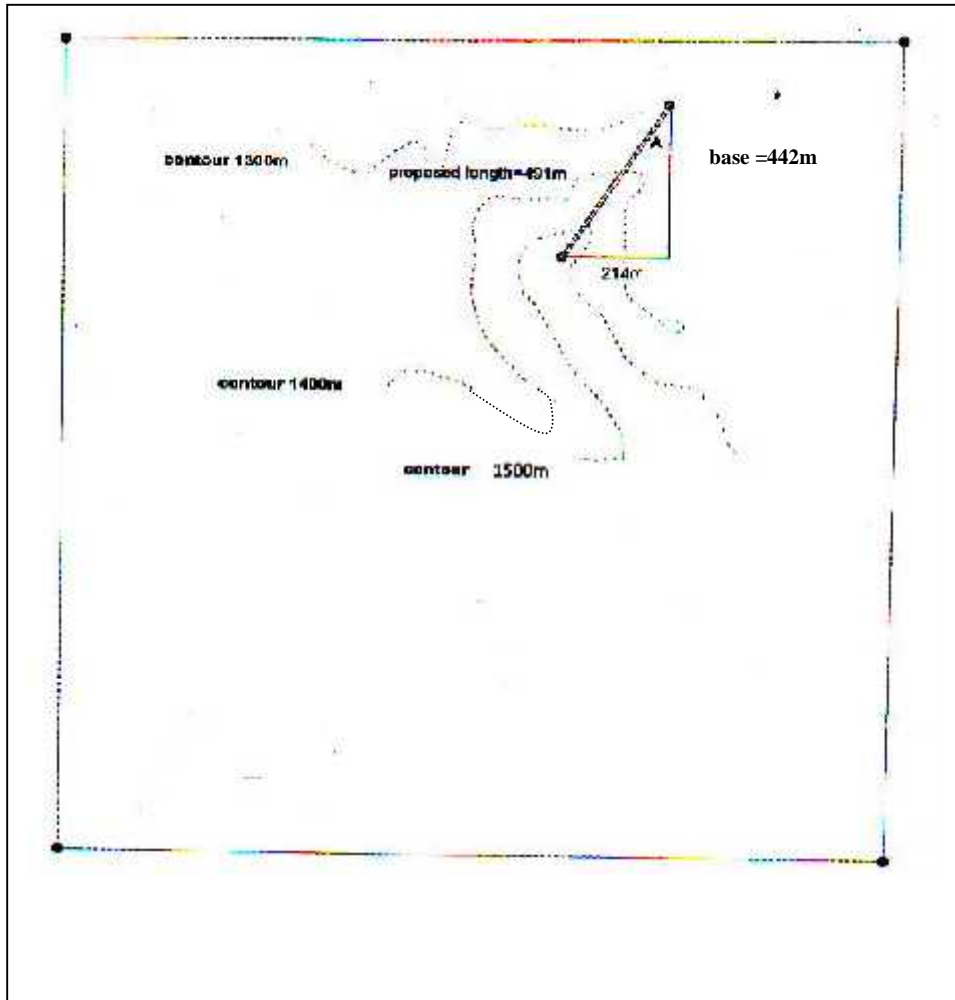 A
base =442m
contour 1300m
proposed length=491m
214m
contour 1400m
contour 1500m